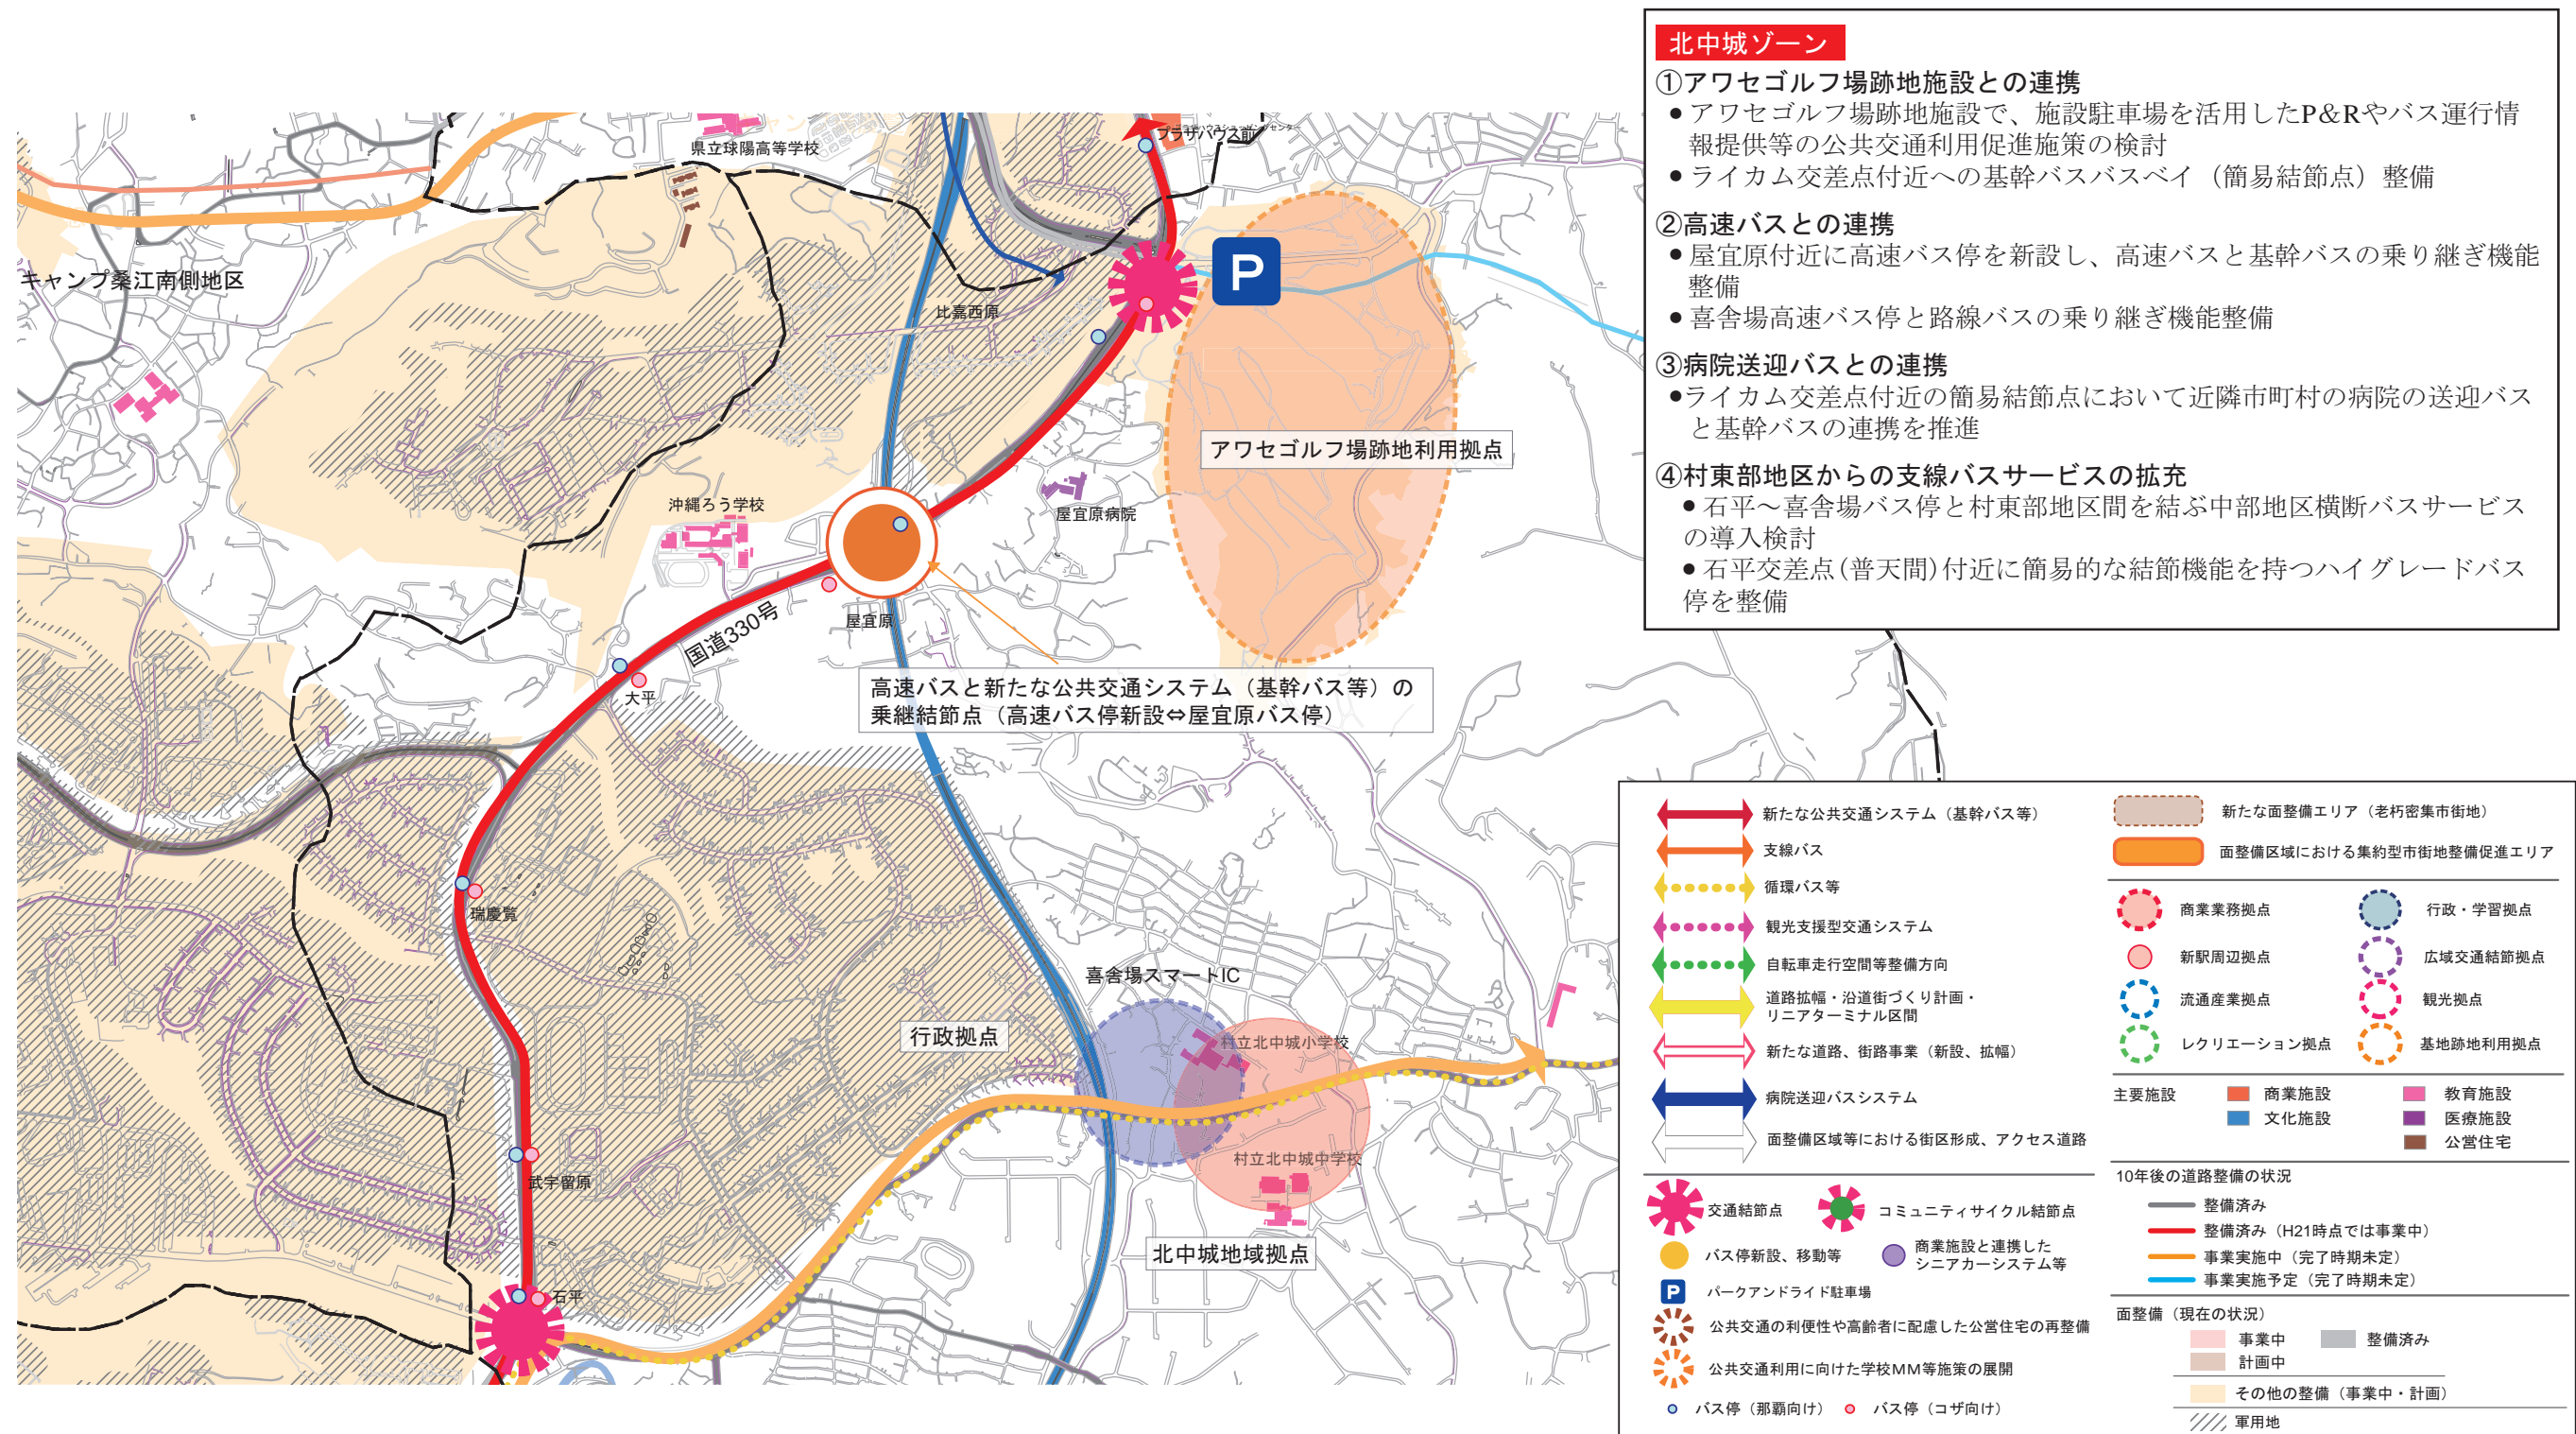 北中城ゾーン
①アワセゴルフ場跡地施設との連携
● アワセゴルフ場跡地施設で、施設駐車場を活用したP&Rやバス運行情
報提供等の公共交通利用促進施策の検討
● ライカム交差点付近への基幹バスバスベイ（簡易結節点）整備
②高速バスとの連携
● 屋宜原付近に高速バス停を新設し、高速バスと基幹バスの乗り継ぎ機能
整備
● 喜舎場高速バス停と路線バスの乗り継ぎ機能整備
③病院送迎バスとの連携
●ライカム交差点付近の簡易結節点において近隣市町村の病院の送迎バス
と基幹バスの連携を推進
④村東部地区からの支線バスサービスの拡充
● 石平～喜舎場バス停と村東部地区間を結ぶ中部地区横断バスサービス
の導入検討
● 石平交差点(普天間)付近に簡易的な結節機能を持つハイグレードバス
停を整備
プラザハウス前
県立球陽高等学校
キャンプ桑江南側地区
P
比嘉西原
アワセゴルフ場跡地利用拠点
沖縄ろう学校
屋宜原病院
屋宜原
国道330号
大平
高速バスと新たな公共交通システム（基幹バス等）の
乗継結節点（高速バス停新設⇔屋宜原バス停）
瑞慶覧
喜舎場スマートIC
行政拠点
村立北中城小学校
村立北中城中学校
武宇留原
北中城地域拠点
石平
新たな公共交通システム（基幹バス等）
支線バス
循環バス等
観光支援型交通システム
自転車走行空間等整備方向
道路拡幅・沿道街づくり計画・
リニアターミナル区間
新たな道路、街路事業（新設、拡幅）
病院送迎バスシステム
面整備区域等における街区形成、アクセス道路
交通結節点
コミュニティサイクル結節点
バス停新設、移動等
商業施設と連携した
シニアカーシステム等
P
パークアンドライド駐車場
公共交通の利便性や高齢者に配慮した公営住宅の再整備
公共交通利用に向けた学校MM等施策の展開
バス停（那覇向け）
バス停（コザ向け）
新たな面整備エリア（老朽密集市街地）
面整備区域における集約型市街地整備促進エリア
商業業務拠点
行政・学習拠点
新駅周辺拠点
広域交通結節拠点
流通産業拠点
観光拠点
レクリエーション拠点
基地跡地利用拠点
主要施設
商業施設
教育施設
文化施設
医療施設
公営住宅
10年後の道路整備の状況
整備済み
整備済み（H21時点では事業中）
事業実施中（完了時期未定）
事業実施予定（完了時期未定）
面整備（現在の状況）
事業中
整備済み
計画中
その他の整備（事業中・計画）
軍用地